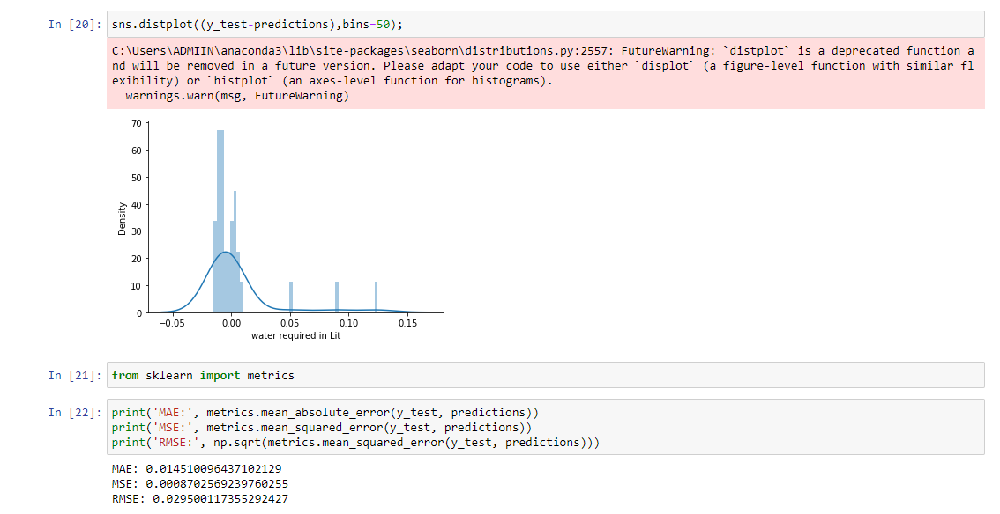 In [20]: sns.distplot((y_test-predictions),bins=50);
C:\Users\ADMIIN\anaconda3\lib\site-packages\seaborn\distributions.py:2557: FutureWarning: `distplot` is a deprecated function a
nd will be removed in a future version. Please adapt your code to use either `displot` (a figure-level function with similar fl
exibility) or `histplot` (an axes-level function for histograms).
  warnings.warn(msg, FutureWarning)
70
60
50
40
30
20
10
0
Density
−0.05 0.00 0.05 0.10 0.15
water required in Lit
In [21]: from sklearn import metrics
In [22]: print('MAE:', metrics.mean_absolute_error(y_test, predictions))
print('MSE:', metrics.mean_squared_error(y_test, predictions))
print('RMSE:', np.sqrt(metrics.mean_squared_error(y_test, predictions)))
MAE: 0.014510096437102129
MSE: 0.0008702569239760255
RMSE: 0.029500117355292427